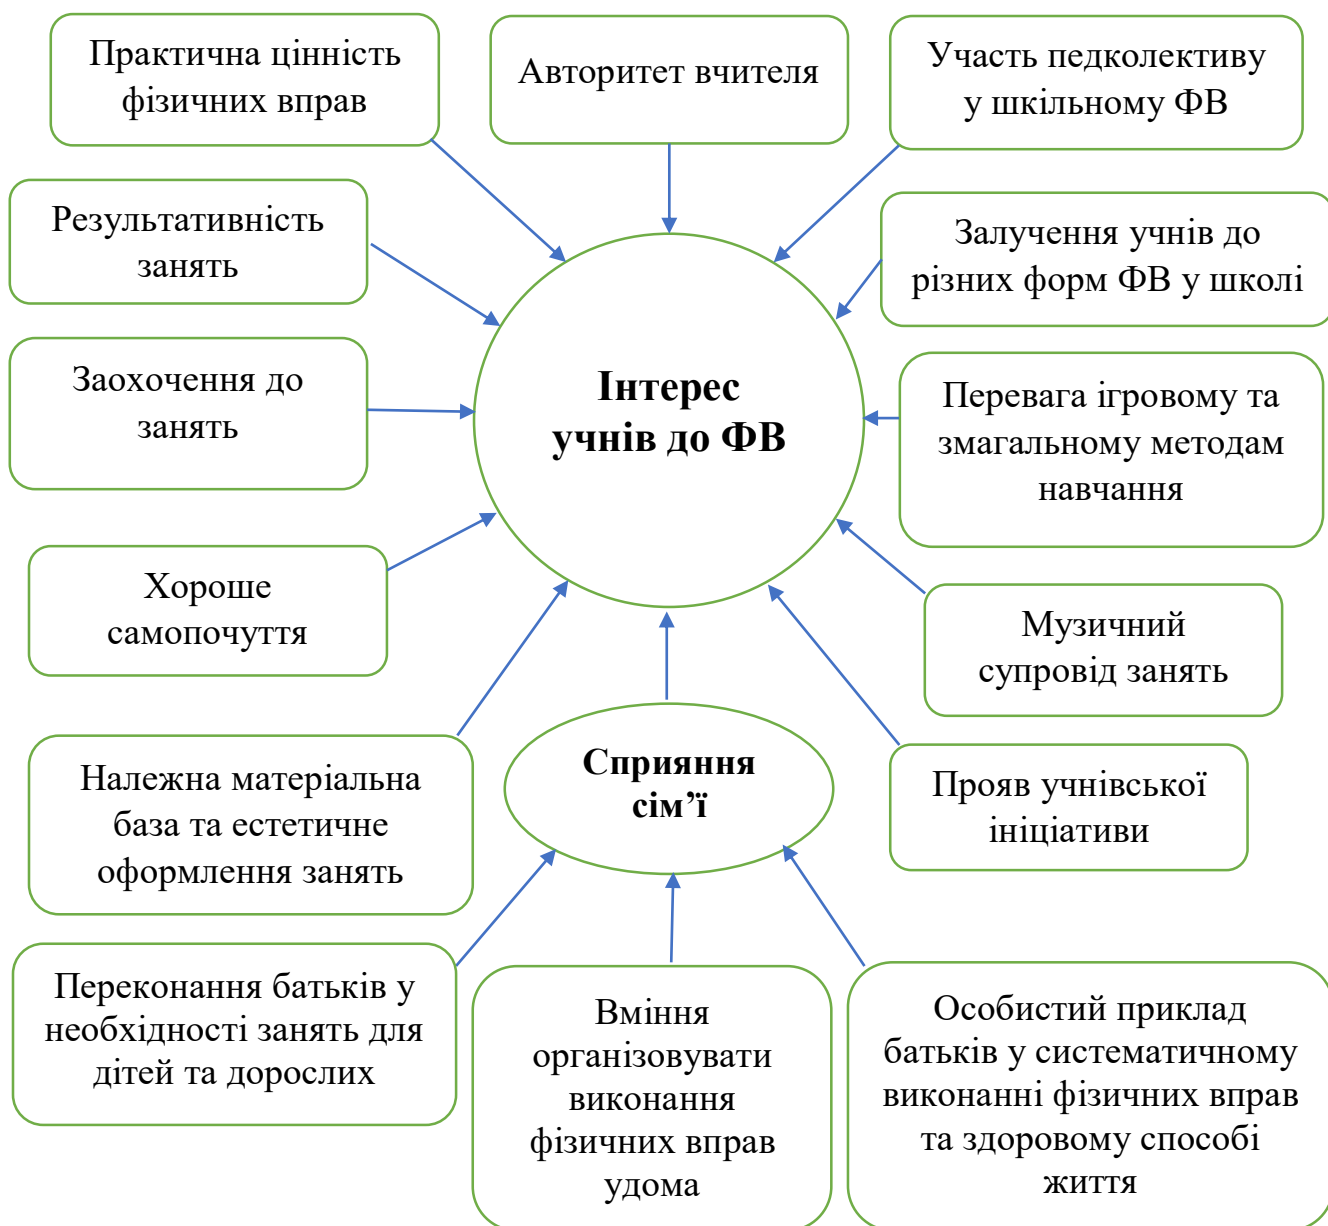 Практична цінність
фізичних вправ
Авторитет вчителя
Участь педколективу
у шкільному ФВ
Результативність
занять
Залучення учнів до
різних форм ФВ у школі
Заохочення до
занять
Інтерес
учнів до ФВ
Перевага ігровому та
змагальному методам
навчання
Хороше
самопочуття
Музичний
супровід занять
Належна матеріальна
база та естетичне
оформлення занять
Сприяння
сім’ї
Прояв учнівської
ініціативи
Переконання батьків у
необхідності занять для
дітей та дорослих
Вміння
організовувати
виконання
фізичних вправ
удома
Особистий приклад
батьків у систематичному
виконанні фізичних вправ
та здоровому способі
життя